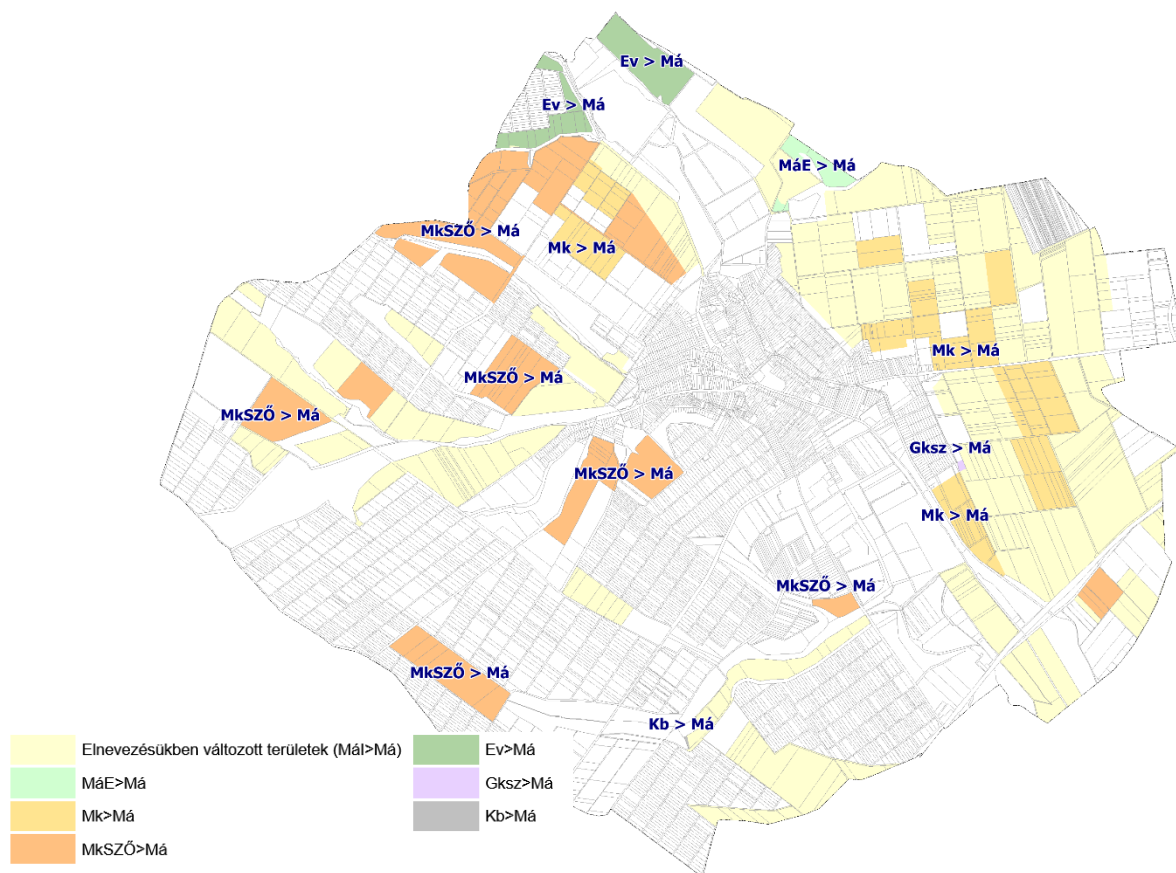 Ev > Má
Ev > Má
MáE > Má
MkSZŐ > Má
Mk > Má
Mk > Má
MkSZŐ > Má
MkSZŐ > Má
Gksz > Má
MkSZŐ > Má
Mk > Má
MkSZŐ > Má
MkSZŐ > Má
Kb > Má
Elnevezésükben változott területek (Mál>Má)
MáE>Má
Mk>Má
MkSZŐ>Má
Ev>Má
Gksz>Má
Kb>Má